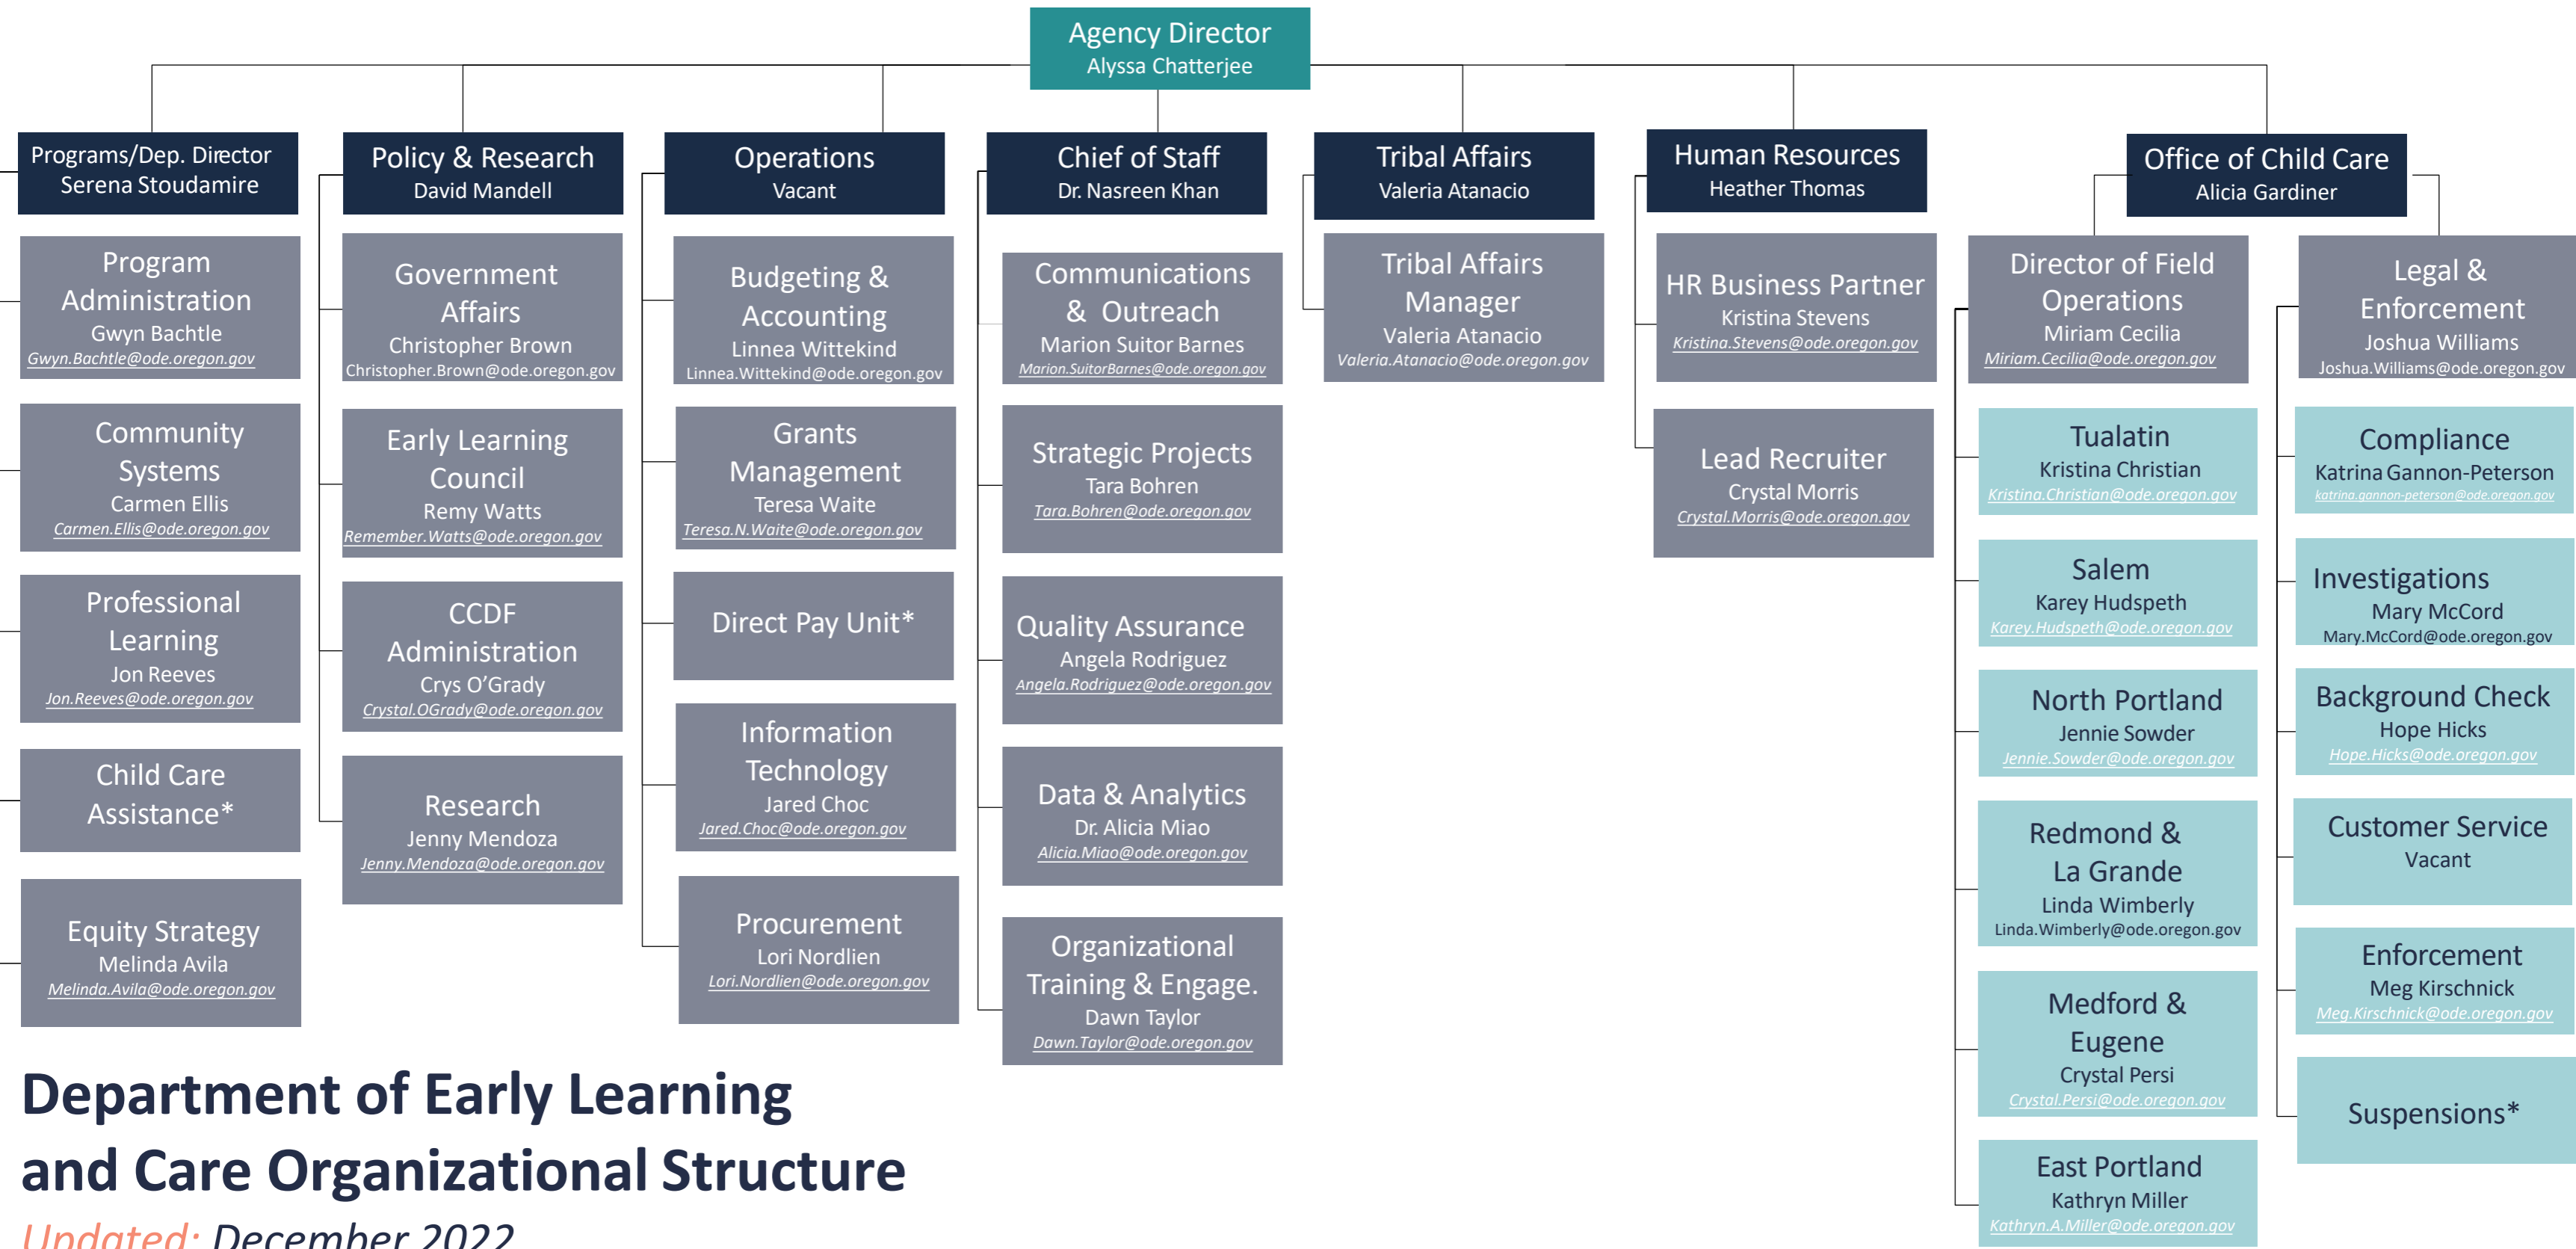 Agency Director
Alyssa Chatterjee
Programs/Dep. Director
Serena Stoudamire
Program
Administration
Gwyn Bachtle
Gwyn.Bachtle@ode.oregon.gov
Community
Systems
Carmen Ellis
Carmen.Ellis@ode.oregon.gov
Professional
Learning
Jon Reeves
Jon.Reeves@ode.oregon.gov
Child Care
Assistance*
Equity Strategy
Melinda Avila
Melinda.Avila@ode.oregon.gov
Policy & Research
David Mandell
Government
Affairs
Christopher Brown
Christopher.Brown@ode.oregon.gov
Early Learning
Council
Remy Watts
Remember.Watts@ode.oregon.gov
CCDF
Administration
Crys O’Grady
Crystal.OGrady@ode.oregon.gov
Research
Jenny Mendoza
Jenny.Mendoza@ode.oregon.gov
Operations
Vacant
Budgeting &
Accounting
Linnea Wittekind
Linnea.Wittekind@ode.oregon.gov
Grants
Management
Teresa Waite
Teresa.N.Waite@ode.oregon.gov
Direct Pay Unit*
Information
Technology
Jared Choc
Jared.Choc@ode.oregon.gov
Procurement
Lori Nordlien
Lori.Nordlien@ode.oregon.gov
Chief of Staff
Dr. Nasreen Khan
Communications
& Outreach
Marion Suitor Barnes
Marion.SuitorBarnes@ode.oregon.gov
Strategic Projects
Tara Bohren
Tara.Bohren@ode.oregon.gov
Quality Assurance
Angela Rodriguez
Angela.Rodriguez@ode.oregon.gov
Data & Analytics
Dr. Alicia Miao
Alicia.Miao@ode.oregon.gov
Organizational
Training & Engage.
Dawn Taylor
Dawn.Taylor@ode.oregon.gov
Tribal Affairs
Valeria Atanacio
Tribal Affairs
Manager
Valeria Atanacio
Valeria.Atanacio@ode.oregon.gov
Human Resources
Heather Thomas
HR Business Partner
Kristina Stevens
Kristina.Stevens@ode.oregon.gov
Lead Recruiter
Crystal Morris
Crystal.Morris@ode.oregon.gov
Office of Child Care
Alicia Gardiner
Director of Field
Operations
Miriam Cecilia
Miriam.Cecilia@ode.oregon.gov
Tualatin
Kristina Christian
Kristina.Christian@ode.oregon.gov
Salem
Karey Hudspeth
Karey.Hudspeth@ode.oregon.gov
North Portland
Jennie Sowder
Jennie.Sowder@ode.oregon.gov
Redmond &
La Grande
Linda Wimberly
Linda.Wimberly@ode.oregon.gov
Medford &
Eugene
Crystal Persi
Crystal.Persi@ode.oregon.gov
East Portland
Kathryn Miller
Kathryn.A.Miller@ode.oregon.gov
Legal &
Enforcement
Joshua Williams
Joshua.Williams@ode.oregon.gov
Compliance
Katrina Gannon-Peterson
katrina.gannon-peterson@ode.oregon.gov
Investigations
Mary McCord
Mary.McCord@ode.oregon.gov
Background Check
Hope Hicks
Hope.Hicks@ode.oregon.gov
Customer Service
Vacant
Enforcement
Meg Kirschnick
Meg.Kirschnick@ode.oregon.gov
Suspensions*
Department of Early Learning
and Care Organizational Structure
Updated: December 2022